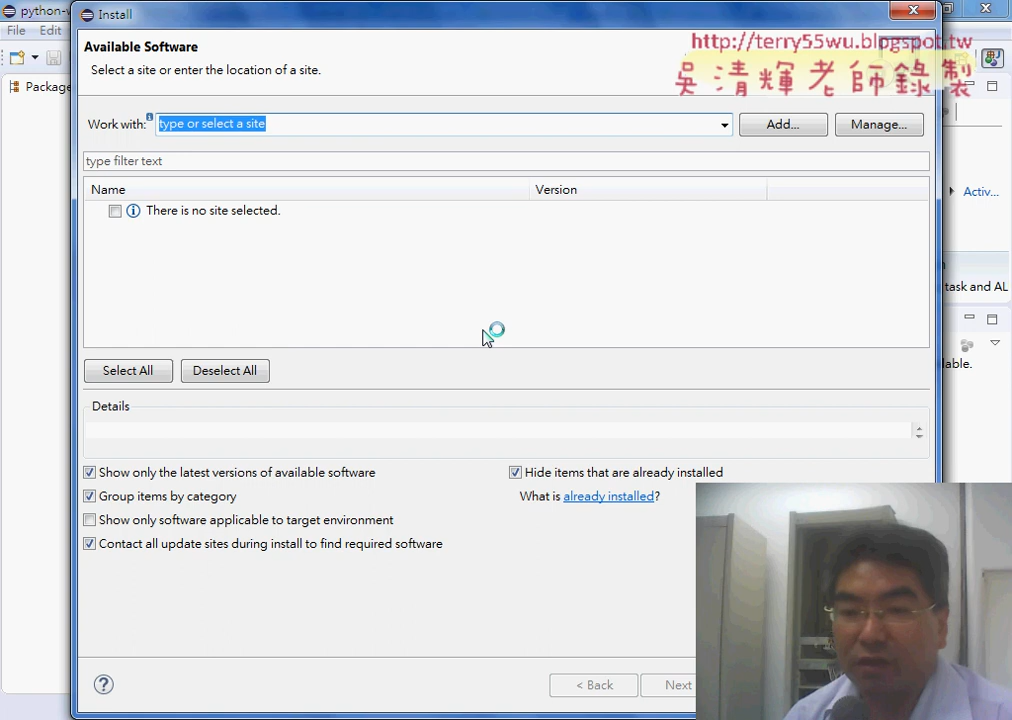 python-w
Install
File
Edit
http://terry55wu.blogspot.tw
吳清輝老師錄製
Available Software
Select a site or enter the location of a site.
Package
Work with:
type or select a site
Add...
Manage...
type filter text
Name
Version
There is no site selected.
Activ...
task and AL
lable.
Select All
Deselect All
Details
Show only the latest versions of available software
Hide items that are already installed
Group items by category
What is already installed?
Show only software applicable to target environment
Contact all update sites during install to find required software
< Back
Next